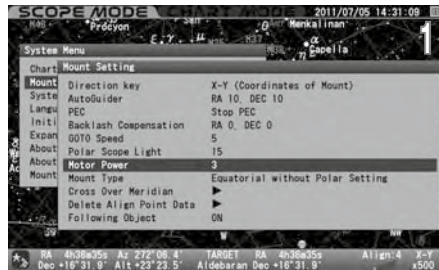 SCOPE MODE CHART MODE 2011/07/05 14:31:09
1
Procyon Menkalinan
ε γ μ θ α
Capella
η
System Menu
Chart Mount Setting
Mount Direction key X-Y (Coordinates of Mount)
Syste AutoGuider RA 10, DEC 10
Langu PEC Stop PEC
Initi Backlash Compensation RA 0, DEC 0
Expan GOTO Speed 5
About Polar Scope Light 15
About Motor Power 3
Mount Mount Type Equatorial without Polar Setting
Cross Over Meridian ▶
Delete Align Point Data ▶
Following Object ON
W N
RA 4h38m35s Az 272°06.4' TARGET RA 4h38m35s Align:4 X-Y
Dec +16°31.9' Alt +23°23.5' Aldebaran Dec +16°31.9' x500